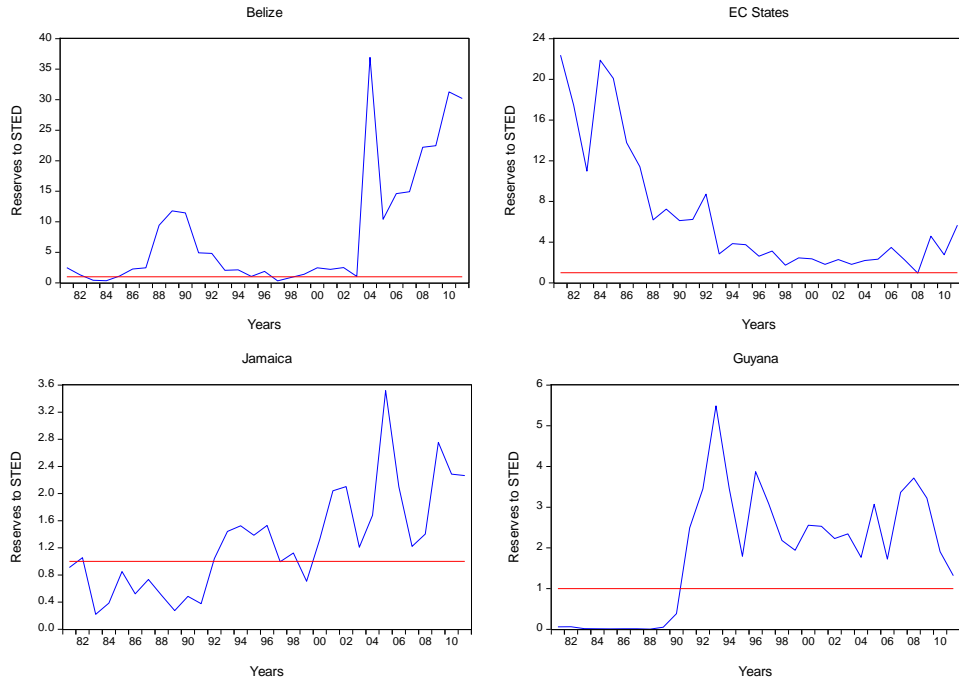 Belize
Reserves to STED
40
35
30
25
20
15
10
5
0
82 84 86 88 90 92 94 96 98 00 02 04 06 08 10
Years
EC States
Reserves to STED
24
20
16
12
8
4
0
82 84 86 88 90 92 94 96 98 00 02 04 06 08 10
Years
Jamaica
Reserves to STED
3.6
3.2
2.8
2.4
2.0
1.6
1.2
0.8
0.4
0.0
82 84 86 88 90 92 94 96 98 00 02 04 06 08 10
Years
Guyana
Reserves to STED
6
5
4
3
2
1
0
82 84 86 88 90 92 94 96 98 00 02 04 06 08 10
Years